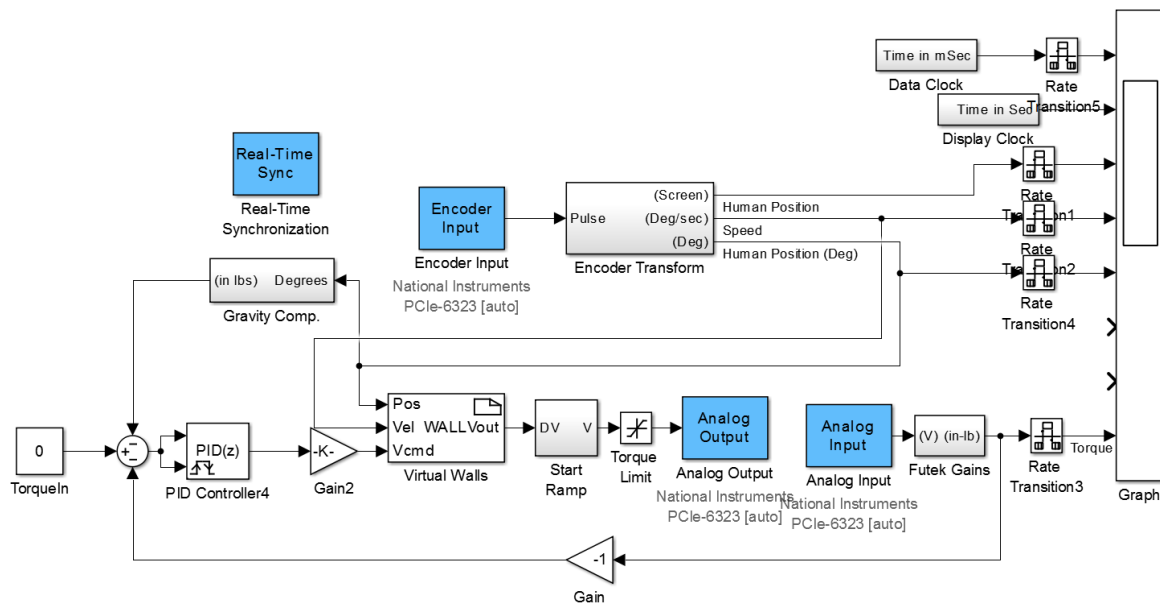 Time in mSec
Data Clock
Rate
Transition5
Time in Sec
Display Clock
Real-Time
Sync
Real-Time
Synchronization
Encoder
Input
Encoder Input
National Instruments
PCIe-6323 [auto]
Pulse
(Screen)
(Deg/sec)
(Deg)
Encoder Transform
Human Position
Speed
Human Position (Deg)
Rate
Transition1
Rate
Transition2
Rate
Transition4
(in lbs)
Degrees
Gravity Comp.
0
TorqueIn
PID(z)
PID Controller4
-K-
Gain2
Pos
Vel
WALL
Vout
Vcmd
Virtual Walls
DV
V
Start
Ramp
Torque
Limit
Analog
Output
Analog Output
National Instruments
PCIe-6323 [auto]
Analog
Input
Analog Input
National Instruments
PCIe-6323 [auto]
(V)
(in-lb)
Futek Gains
Rate
Transition3
Torque
Graph
-1
Gain